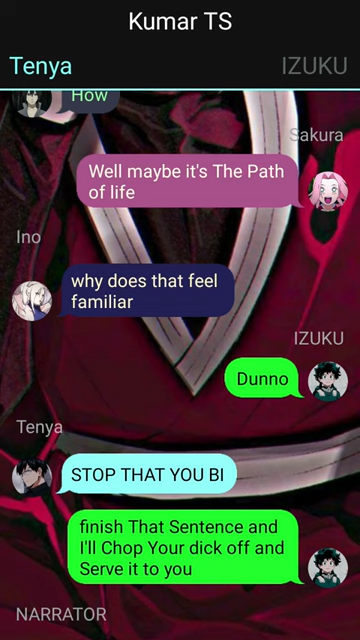 Kumar TS
Tenya
IZUKU
How
Sakura
Well maybe it's The Path
of life
Ino
why does that feel
familiar
IZUKU
Dunno
Tenya
STOP THAT YOU BI
finish That Sentence and
I'll Chop Your dick off and
Serve it to you
NARRATOR